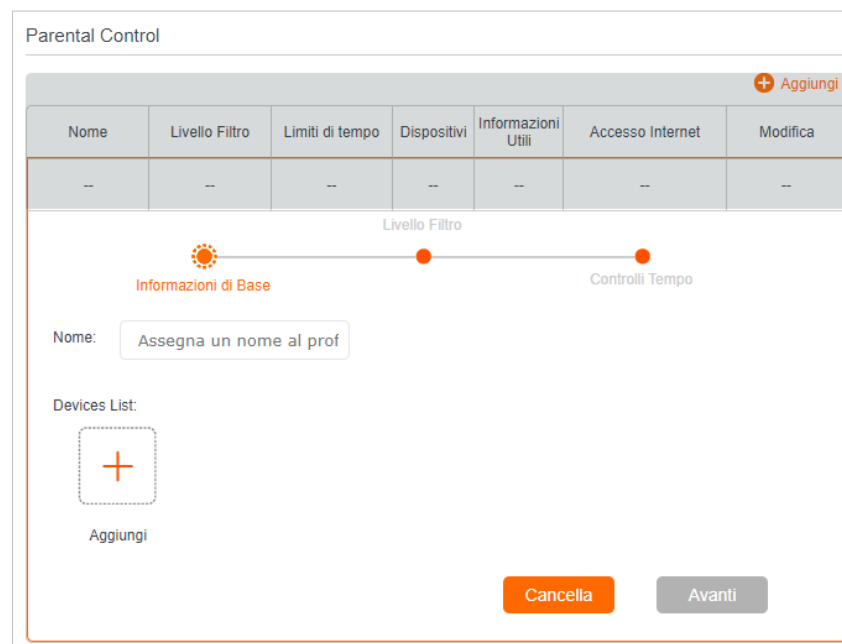 Parental Control
Aggiungi
Nome Livello Filtro Limiti di tempo Dispositivi Informazioni Utili Accesso Internet Modifica
-- -- -- -- -- -- --
Livello Filtro
Informazioni di Base
Controlli Tempo
Nome: Assegna un nome al prof
Devices List:
Aggiungi
Cancella Avanti